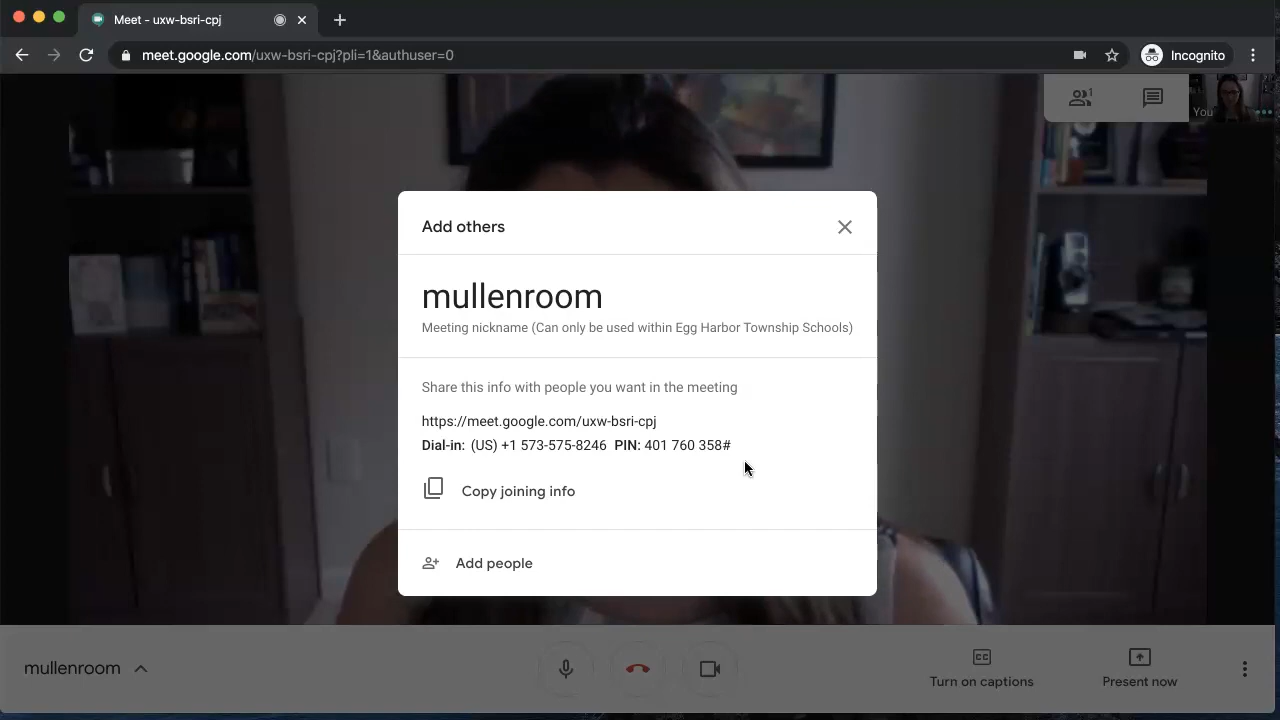 Meet - uxw-bsri-cpj
meet.google.com/uxw-bsri-cpj?pli=1&authuser=0
Incognito
1
You
Add others
mullenroom
Meeting nickname (Can only be used within Egg Harbor Township Schools)
Share this info with people you want in the meeting
https://meet.google.com/uxw-bsri-cpj
Dial-in: (US) +1 573-575-8246 PIN: 401 760 358#
Copy joining info
Add people
mullenroom
CC
Turn on captions
Present now